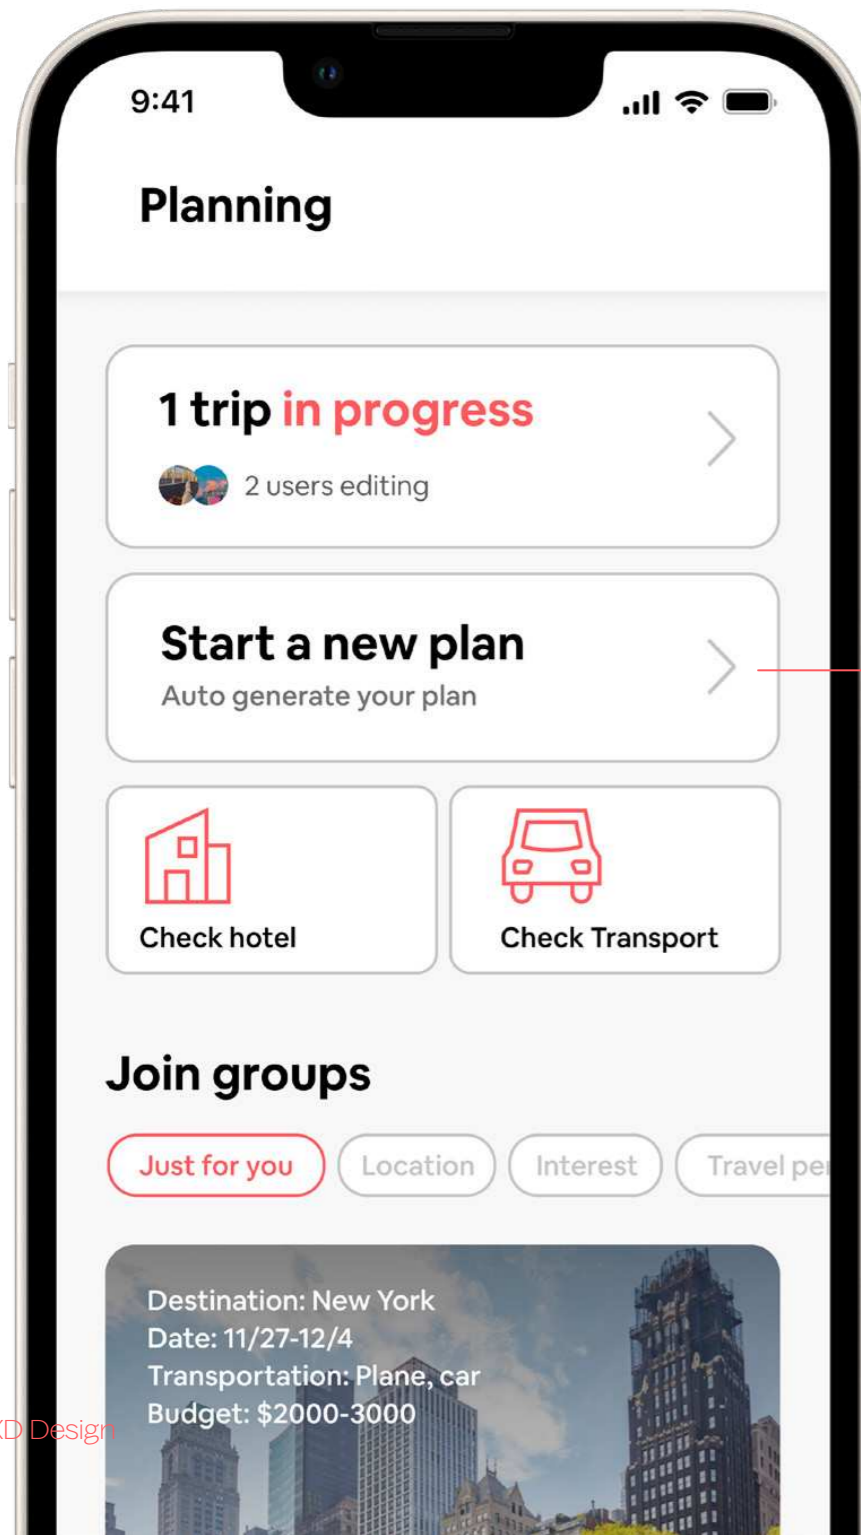 9:41
Planning
1 trip in progress
2 users editing
Start a new plan
Auto generate your plan
Check hotel
Check Transport
Join groups
Just for you
Location
Interest
Travel
Destination: New York
Date: 11/27-12/4
Transportation: Plane, car
Budget: $2000-3000
Design